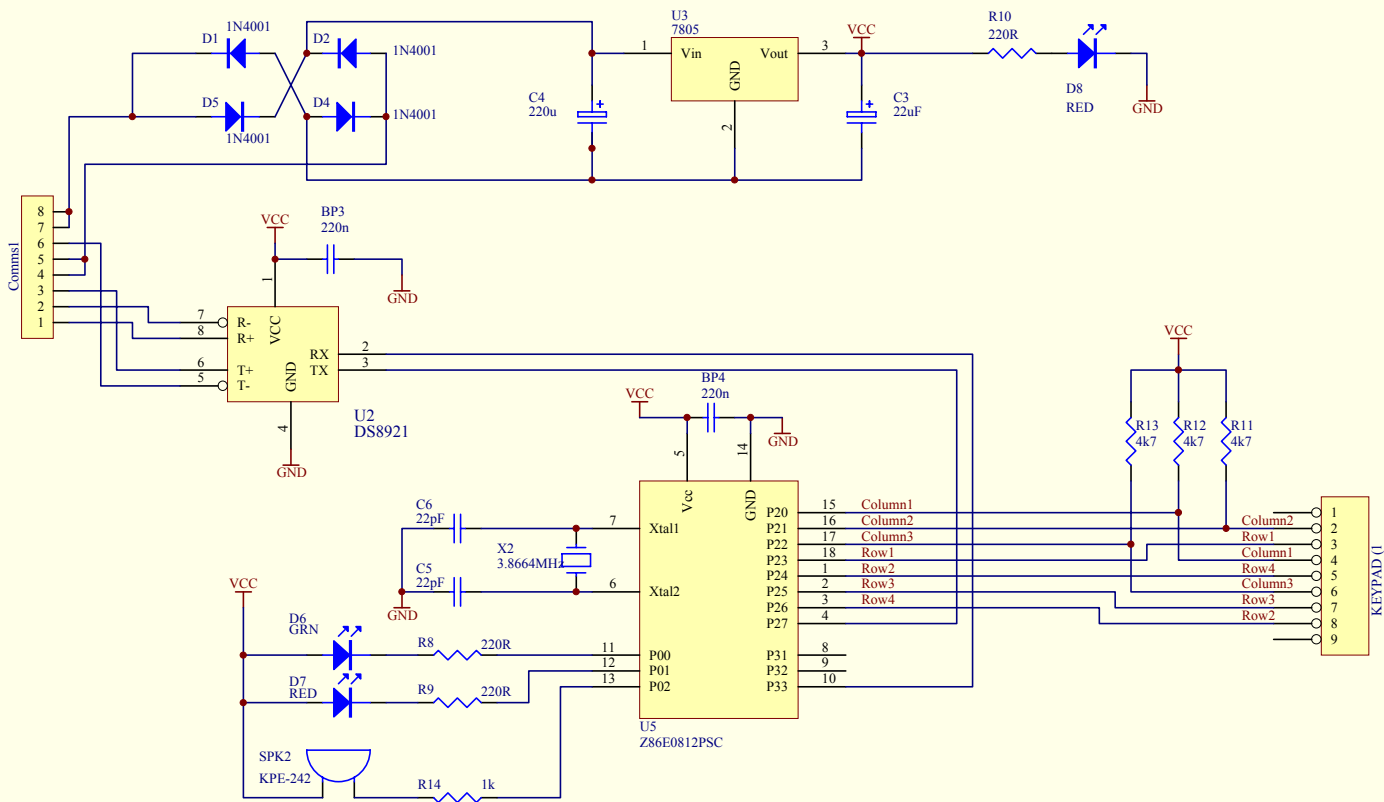 D1
1N4001
D2
1N4001
D5
1N4001
D4
1N4001
C4
220u
+
U3
7805
1
Vin
Vout
3
GND
2
VCC
C3
22uF
+
R10
220R
D8
RED
GND
Comms1
8
7
6
5
4
3
2
1
VCC
BP3
220n
GND
1
VCC
7
R-
8
R+
6
T+
5
T-
RX
2
TX
3
GND
4
GND
U2
DS8921
VCC
BP4
220n
GND
5
Vcc
14
GND
C6
22pF
C5
22pF
GND
X2
3.8664MHz
7
Xtal1
6
Xtal2
11
P00
12
P01
13
P02
P20
15
Column1
P21
16
Column2
P22
17
Column3
P23
18
Row1
P24
1
Row2
P25
2
Row3
P26
3
Row4
P27
4
P31
8
P32
9
P33
10
U5
Z86E0812PSC
VCC
D6
GRN
R8
220R
D7
RED
R9
220R
SPK2
KPE-242
R14
1k
VCC
R13
4k7
R12
4k7
R11
4k7
Column2
Row1
Column1
Row4
Column3
Row3
Row2
1
2
3
4
5
6
7
8
9
KEYPAD (1